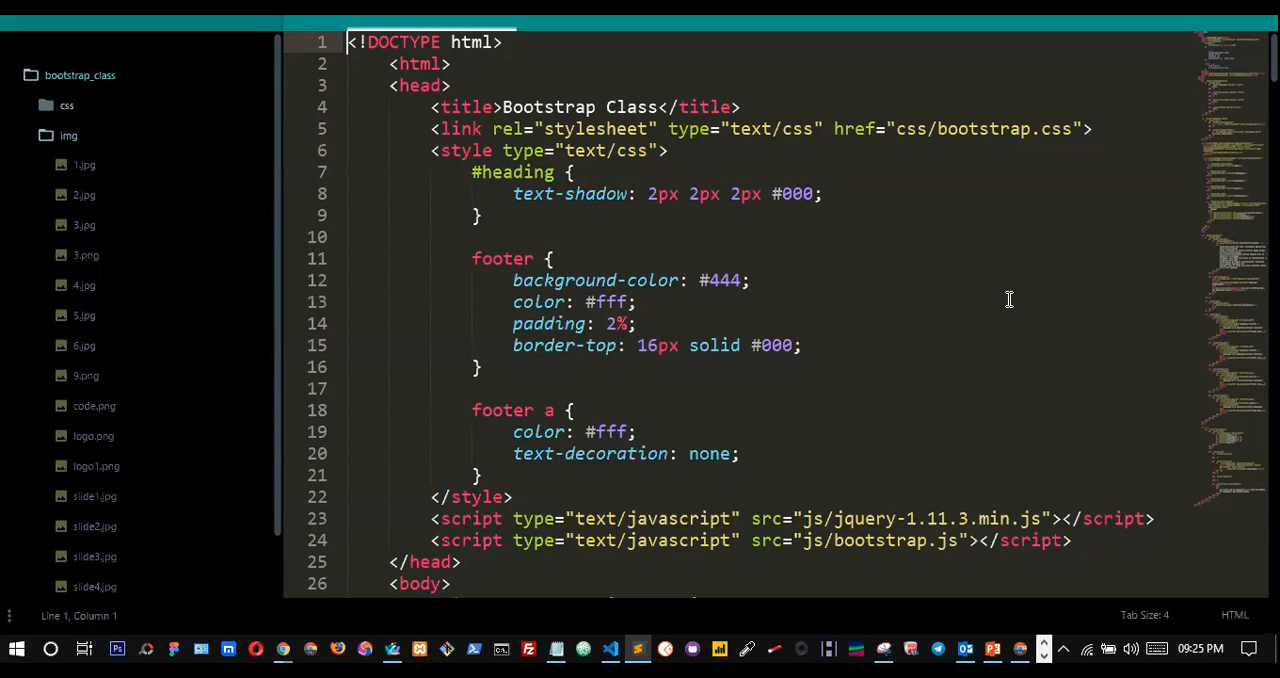 bootstrap_class
css
img
1.jpg
2.jpg
3.jpg
3.png
4.jpg
5.jpg
6.jpg
9.png
code.png
logo.png
logo1.png
slide1.jpg
slide2.jpg
slide3.jpg
slide4.jpg
1 <!DOCTYPE html>
2 <html>
3 <head>
4 <title>Bootstrap Class</title>
5 <link rel="stylesheet" type="text/css" href="css/bootstrap.css">
6 <style type="text/css">
7 #heading {
8 text-shadow: 2px 2px 2px #000;
9 }
10
11 footer {
12 background-color: #444;
13 color: #fff;
14 padding: 2%;
15 border-top: 16px solid #000;
16 }
17
18 footer a {
19 color: #fff;
20 text-decoration: none;
21 }
22 </style>
23 <script type="text/javascript" src="js/jquery-1.11.3.min.js"></script>
24 <script type="text/javascript" src="js/bootstrap.js"></script>
25 </head>
26 <body>
Line 1, Column 1
Tab Size: 4
HTML
09:25 PM